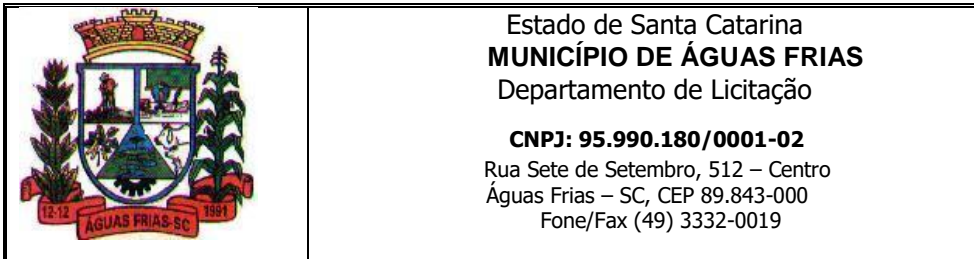 12-12
ÁGUAS FRIAS-SC
1991
Estado de Santa Catarina
MUNICÍPIO DE ÁGUAS FRIAS
Departamento de Licitação
CNPJ: 95.990.180/0001-02
Rua Sete de Setembro, 512 – Centro
Águas Frias – SC, CEP 89.843-000
Fone/Fax (49) 3332-0019